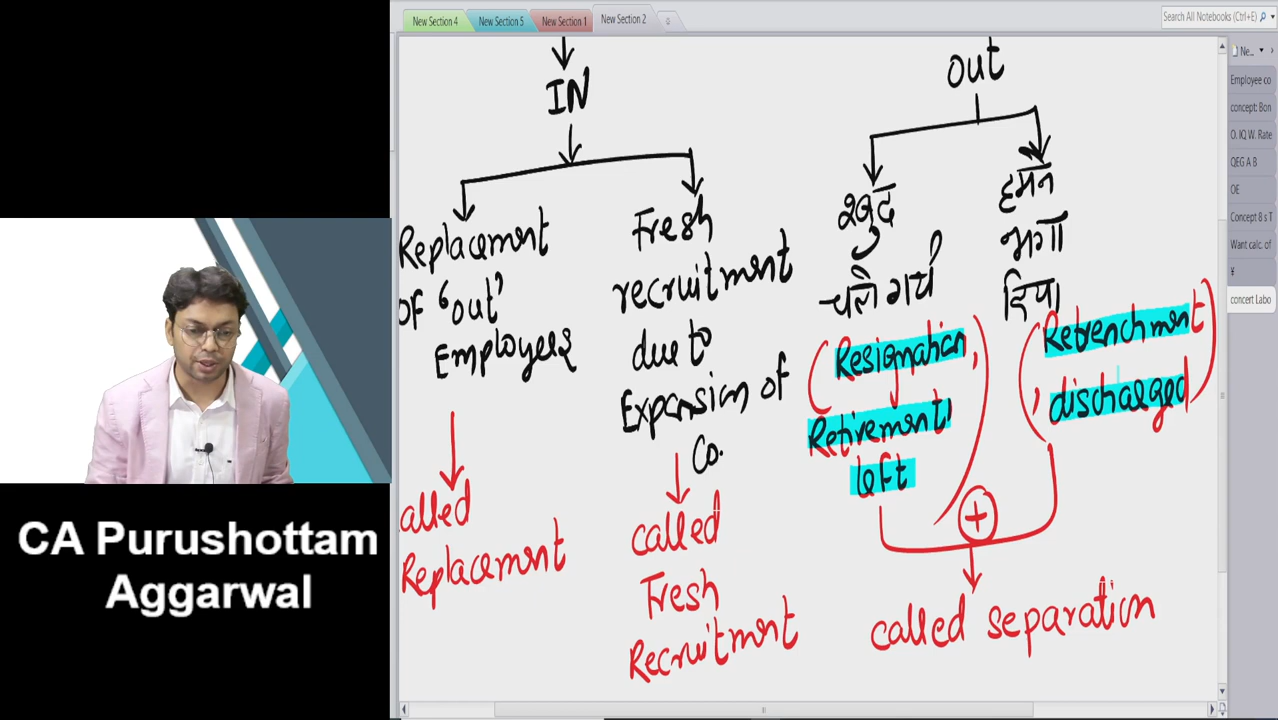 New Section 4
New Section 5
New Section 1
New Section 2
Search All Notebooks (Ctrl+E)
Ne...
Employee co
concept: Bon
O. IQ W. Rate
QEG A B
OE
Concept 8 s T
Want calc of
¥
concert Labo
IN
Replacement
OF 'out'
Employees
called
Replacement
Fresh
recruitment
due to
Expansion of
Co.
called
Fresh
Recruitment
out
खुद
चले गये
(Resignation,
Retirement,
left)
हमने
भगा
दिया
(Retrenchment
, discharged)
+
called separation
CA Purushottam
Aggarwal